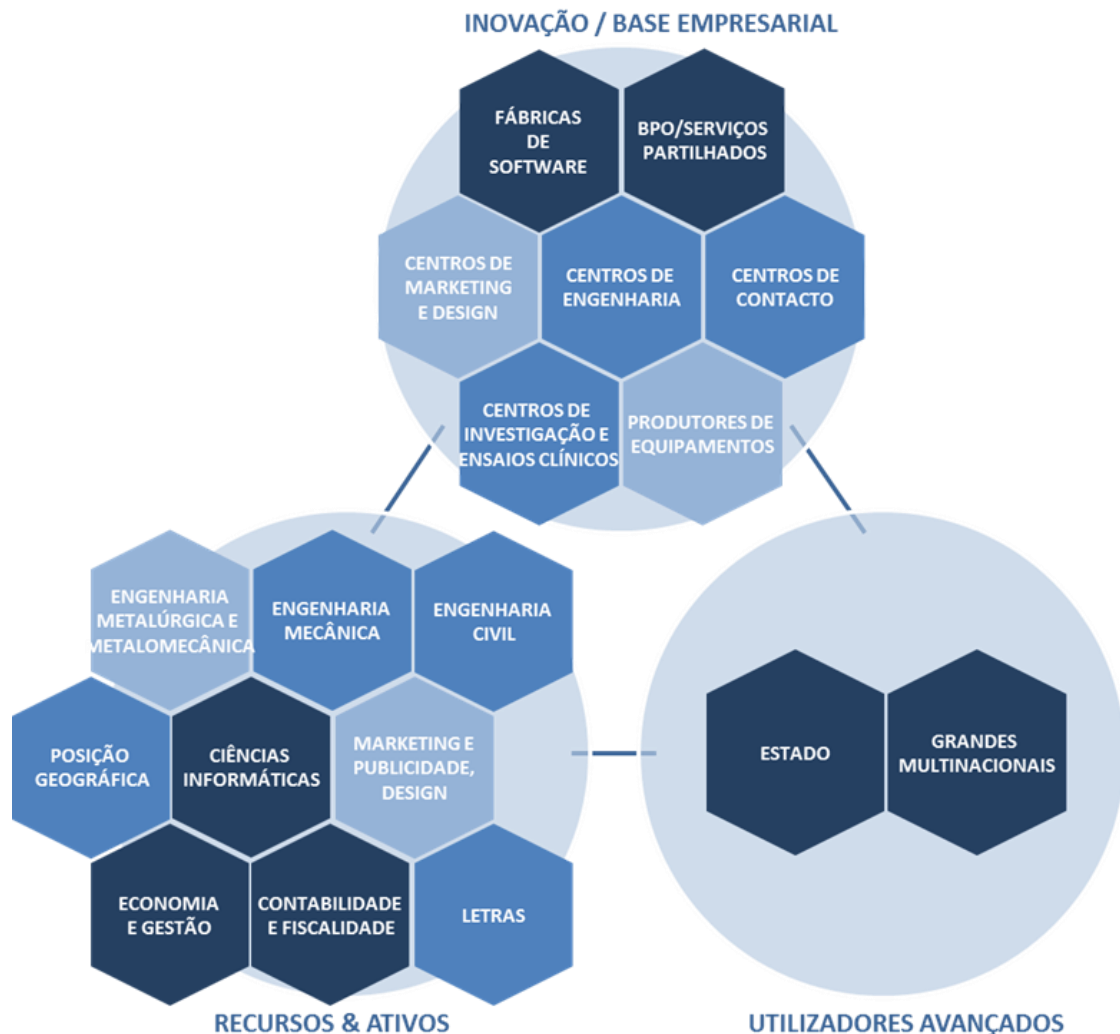 INOVAÇÃO / BASE EMPRESARIAL
FÁBRICAS
DE
SOFTWARE
BPO/SERVIÇOS
PARTILHADOS
CENTROS DE
MARKETING
E DESIGN
CENTROS DE
ENGENHARIA
CENTROS DE
CONTACTO
CENTROS DE
INVESTIGAÇÃO E
ENSAIOS CLÍNICOS
PRODUTORES DE
EQUIPAMENTOS
ENGENHARIA
METALÚRGICA E
METALOMECÂNICA
ENGENHARIA
MECÂNICA
ENGENHARIA
CIVIL
POSIÇÃO
GEOGRÁFICA
CIÊNCIAS
INFORMÁTICAS
MARKETING E
PUBLICIDADE,
DESIGN
ESTADO
GRANDES
MULTINACIONAIS
ECONOMIA
E GESTÃO
CONTABILIDADE
E FISCALIDADE
LETRAS
RECURSOS & ATIVOS
UTILIZADORES AVANÇADOS